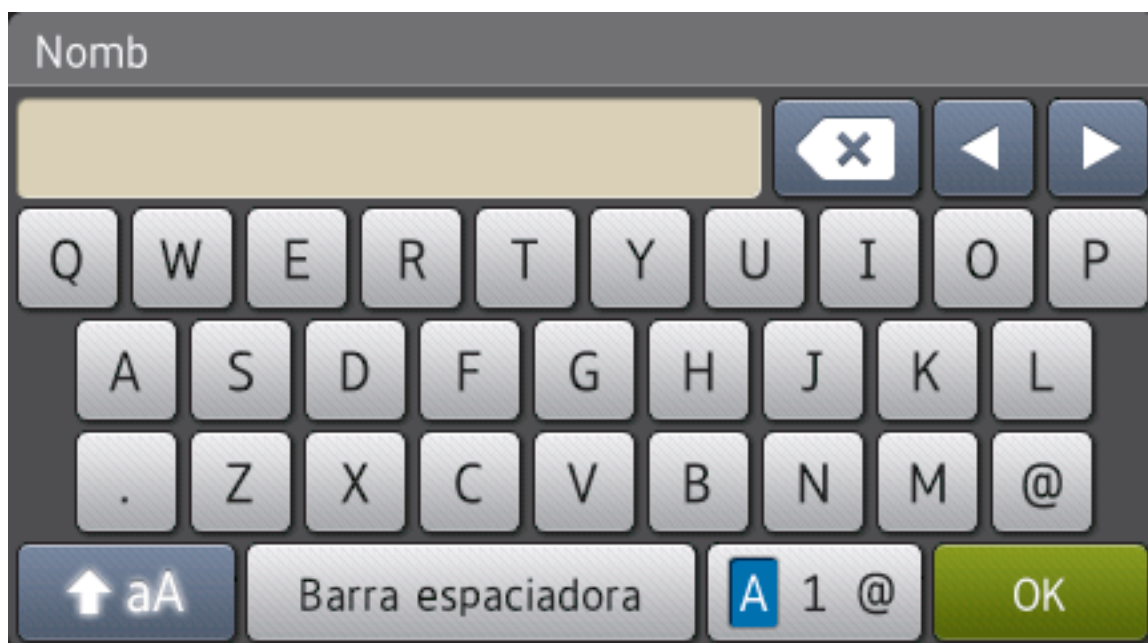 Nomb
Q W E R T Y U I O P
A S D F G H J K L
. Z X C V B N M @
aA Barra espaciadora A 1 @ OK